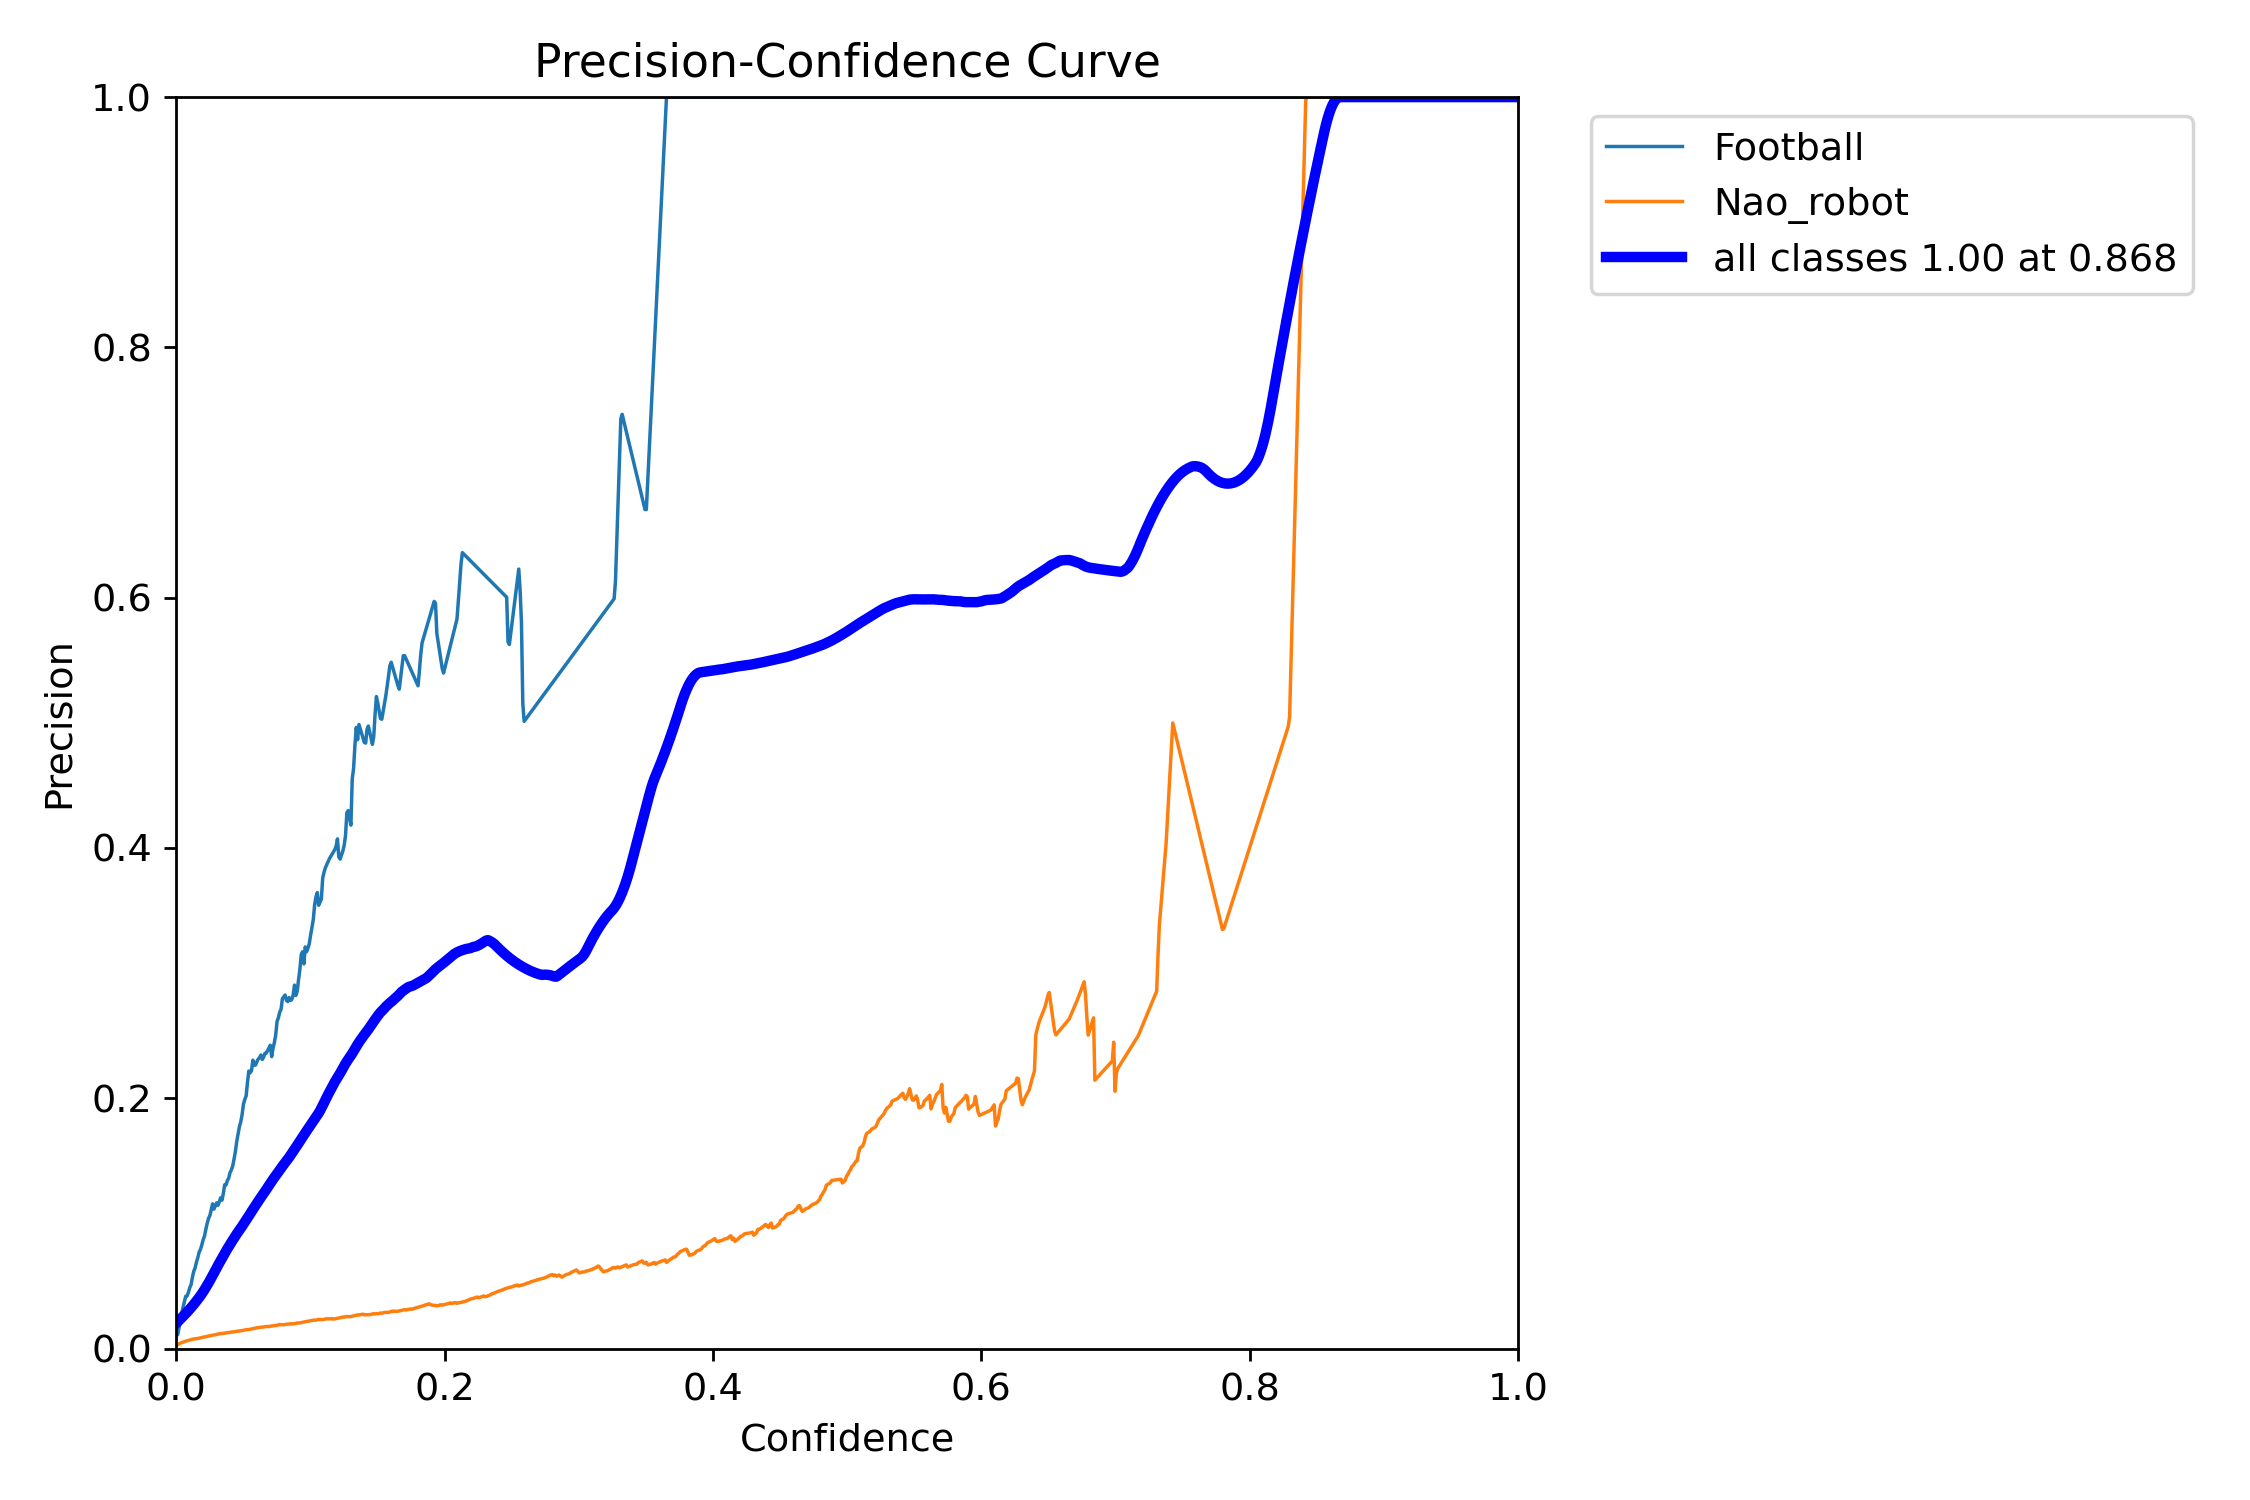 Precision-Confidence Curve
1.0
0.8
0.6
0.4
0.2
0.0
Precision
0.0 0.2 0.4 0.6 0.8 1.0
Confidence
Football
Nao_robot
all classes 1.00 at 0.868